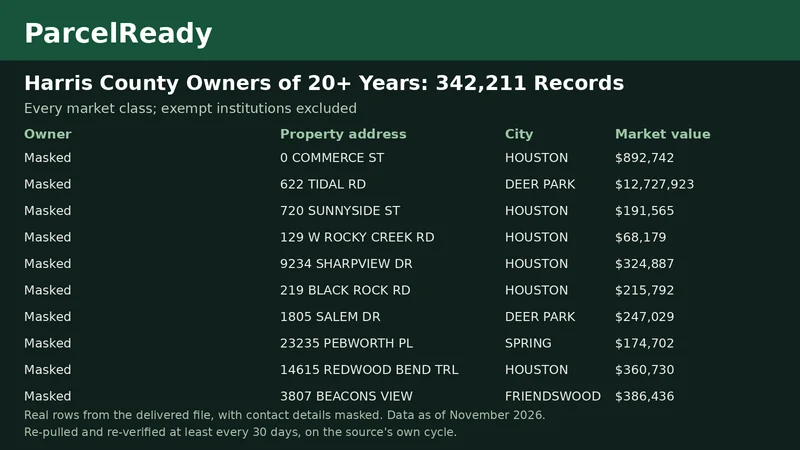 ParcelReady
Harris County Owners of 20+ Years: 342,211 Records
Every market class; exempt institutions excluded
Owner Property address City Market value
Masked 0 COMMERCE ST HOUSTON $892,742
Masked 622 TIDAL RD DEER PARK $12,727,923
Masked 720 SUNNYSIDE ST HOUSTON $191,565
Masked 129 W ROCKY CREEK RD HOUSTON $68,179
Masked 9234 SHARPVIEW DR HOUSTON $324,887
Masked 219 BLACK ROCK RD HOUSTON $215,792
Masked 1805 SALEM DR DEER PARK $247,029
Masked 23235 PEBWORTH PL SPRING $174,702
Masked 14615 REDWOOD BEND TRL HOUSTON $360,730
Masked 3807 BEACONS VIEW FRIENDSWOOD $386,436
Real rows from the delivered file, with contact details masked. Data as of November 2026.
Re-pulled and re-verified at least every 30 days, on the source's own cycle.